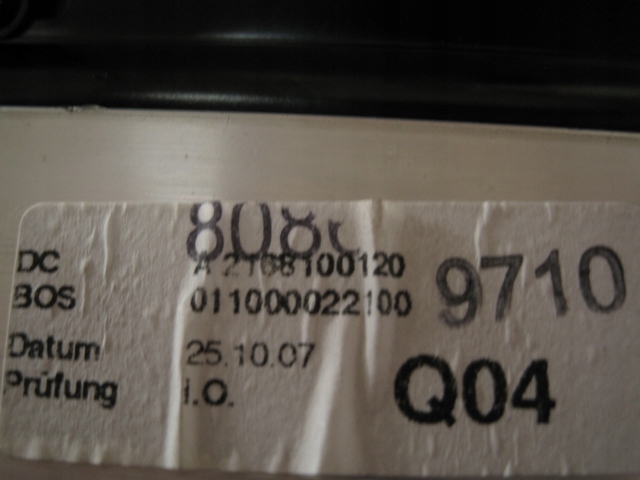 DC A 2168100120
BOS 011000022100
9710
Datum 25.10.07
Prüfung i.O.
Q04